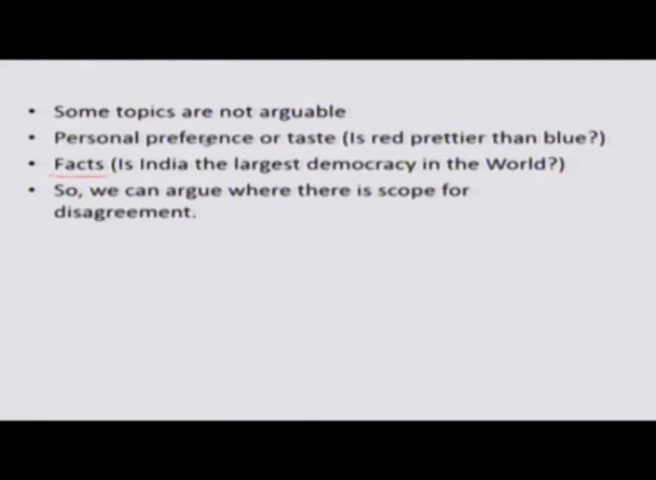 • Some topics are not arguable
• Personal preference or taste (Is red prettier than blue?)
• Facts (Is India the largest democracy in the World?)
• So, we can argue where there is scope for
disagreement.